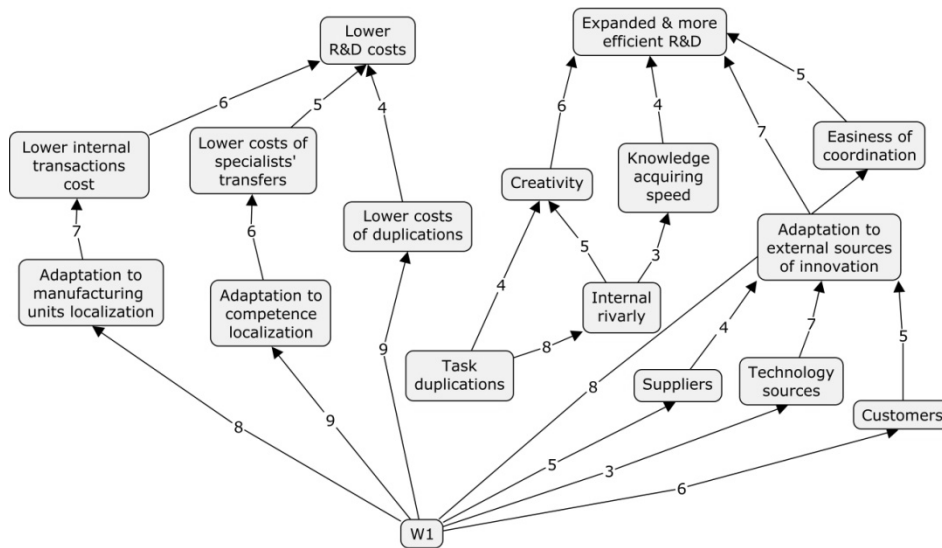 Lower
R&D costs
Expanded & more
efficient R&D
6
5
4
6
4
7
5
Lower internal
transactions
cost
Lower costs of
specialists'
transfers
Creativity
Knowledge
acquiring
speed
Easiness of
coordination
Lower costs
of duplications
Adaptation to
external sources
of innovation
7
6
5
3
4
Adaptation to
manufacturing
units localization
Adaptation to
competence
localization
Internal
rivarly
4
7
5
9
8
Task
duplications
8
Suppliers
Technology
sources
Customers
8
9
5
3
6
W1